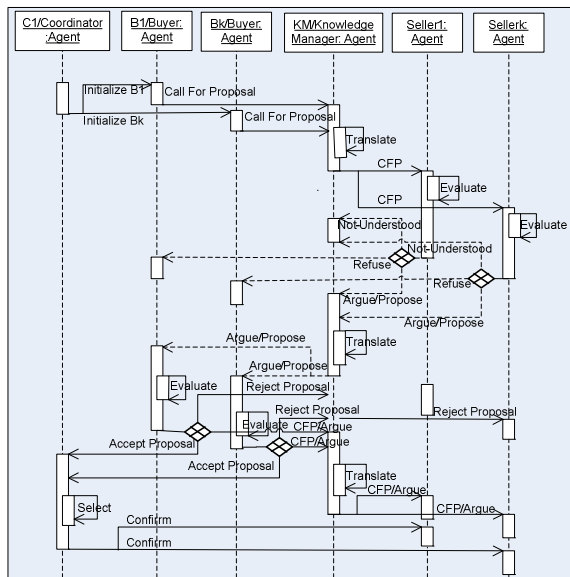 C1/Coordinator
:Agent
B1/Buyer:
Agent
Bk/Buyer:
Agent
KM/Knowledge
Manager: Agent
Seller1:
Agent
Sellerk:
Agent
Initialize B1
Call For Proposal
Initialize Bk
Call For Proposal
Translate
CFP
Evaluate
CFP
Evaluate
Not-Understood
Not-Understood
Refuse
Refuse
Argue/Propose
Argue/Propose
Translate
Argue/Propose
Argue/Propose
Evaluate
Reject Proposal
Reject Proposal
Reject Proposal
Evaluate
CFP/Argue
CFP/Argue
Accept Proposal
Accept Proposal
Translate
CFP/Argue
Select
CFP/Argue
Confirrm
Confirrm